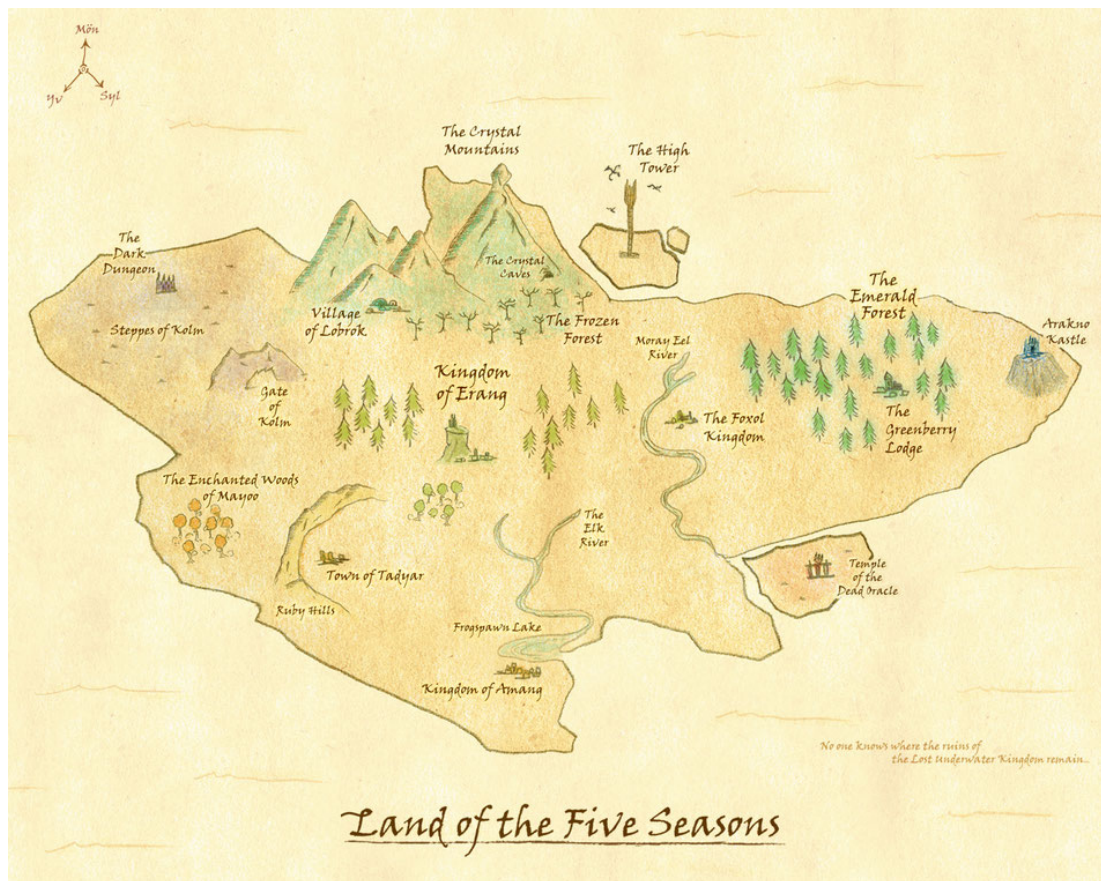 Mön
Yv
Syl
The Crystal
Mountains
The High
Tower
The
Dark
Dungeon
The Crystal
Caves
The
Emerald
Forest
Steppes of Kolm
Village
of Lobrok
The Frozen
Forest
Arakno
Kastle
Moray Eel
River
Gate
of
Kolm
Kingdom
of Erang
The Foxol
Kingdom
The
Greenberry
Lodge
The Enchanted Woods
of Mayoo
The
Elk
River
Town of Tadyar
Temple
of the
Dead Oracle
Ruby Hills
Frogspawn Lake
Kingdom of Amang
No one knows where the ruins of
the Lost Underwater Kingdom remain...
Land of the Five Seasons